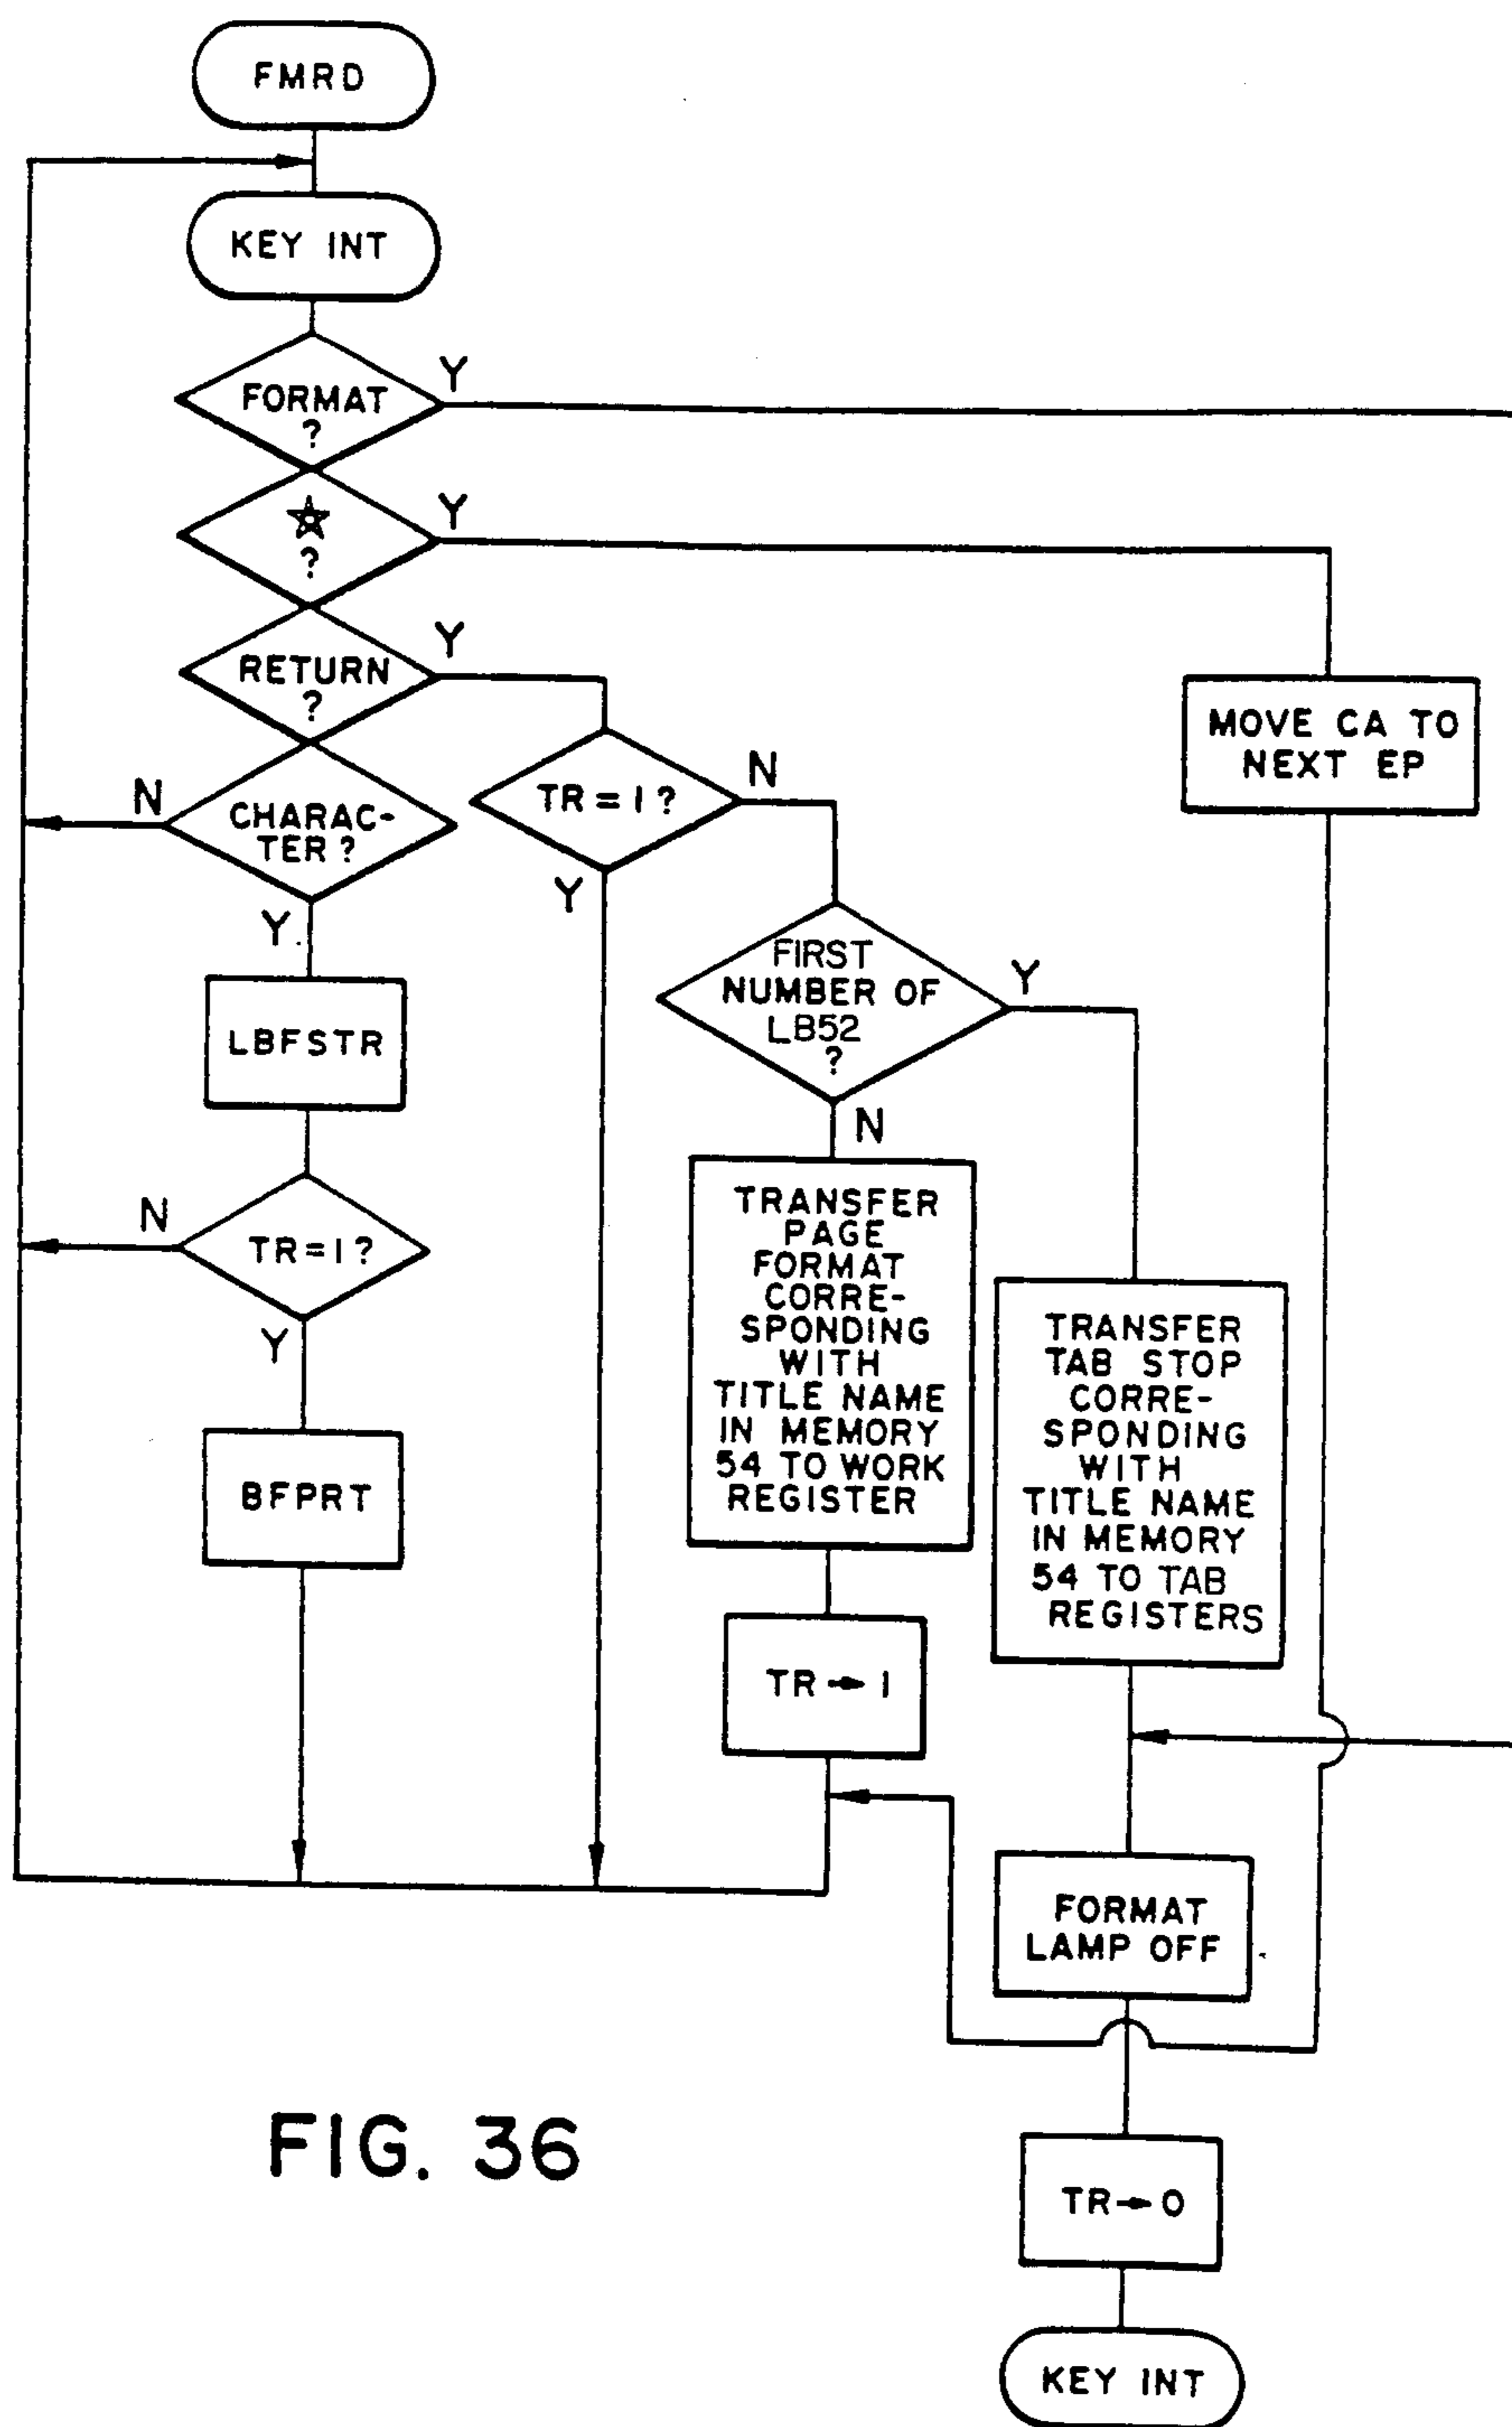 FMRD
KEY INT
FORMAT
?
Y
☆
?
Y
RETURN
?
Y
CHARAC-
TER ?
N
Y
TR = 1 ?
N
Y
MOVE CA TO
NEXT EP
LBFSTR
FIRST
NUMBER OF
LB52
?
Y
N
TR = 1 ?
N
Y
BFPRT
TRANSFER
PAGE
FORMAT
CORRE-
SPONDING
WITH
TITLE NAME
IN MEMORY
54 TO WORK
REGISTER
TRANSFER
TAB STOP
CORRE-
SPONDING
WITH
TITLE NAME
IN MEMORY
54 TO TAB
REGISTERS
TR → 1
FORMAT
LAMP OFF
TR → 0
KEY INT
FIG. 36